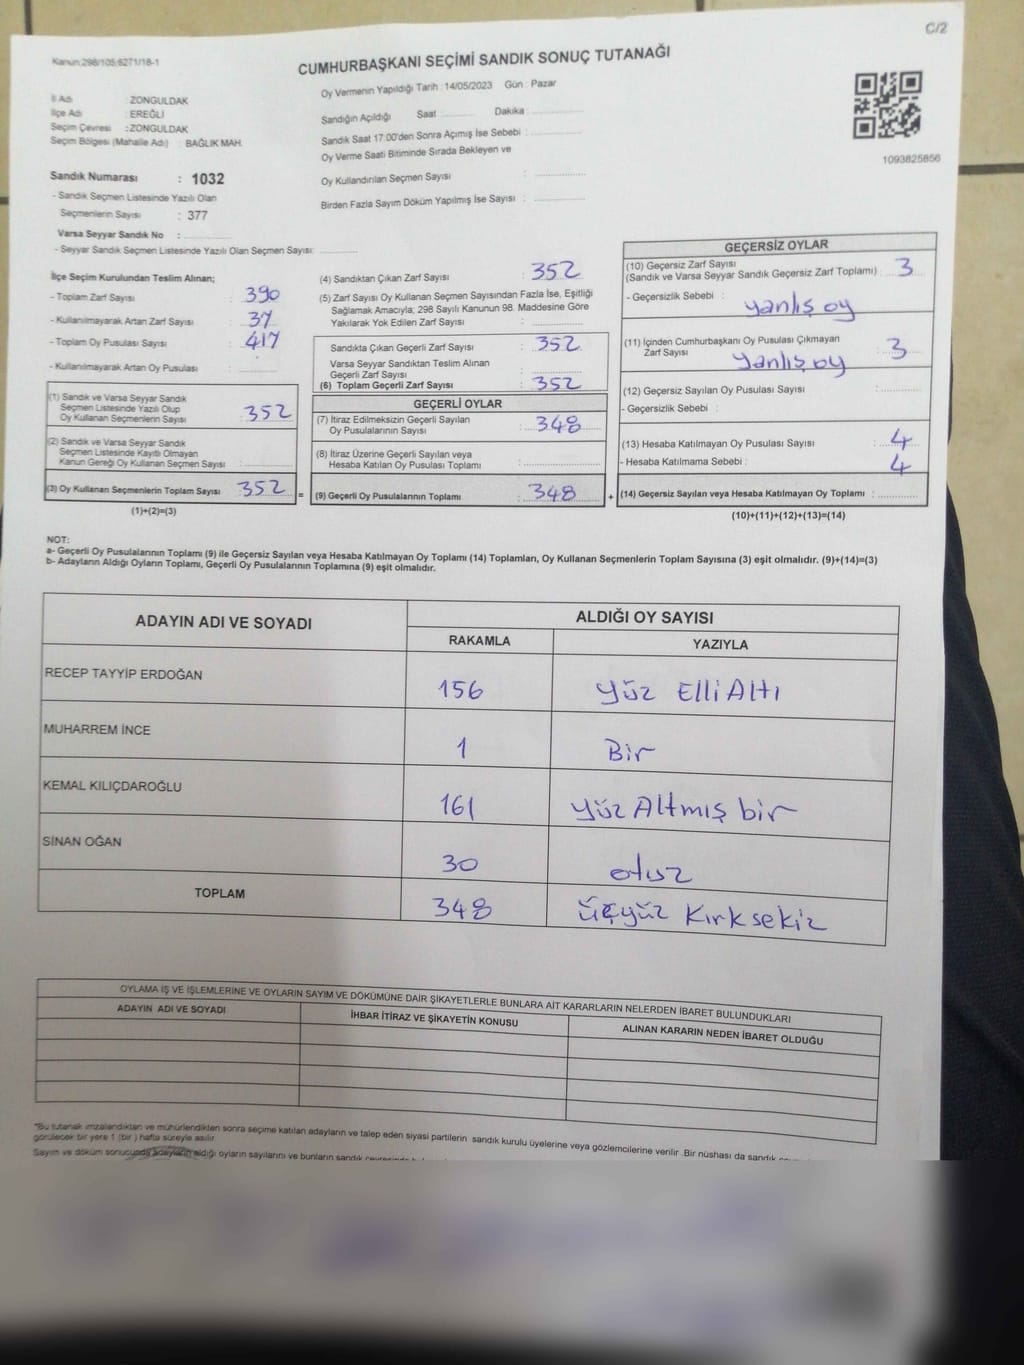 C/2
Kanun:298/105;6271/18-1
CUMHURBAŞKANI SEÇİMİ SANDIK SONUÇ TUTANAĞI
Oy Vermenin Yapıldığı Tarih : 14/05/2023 Gün : Pazar
İl Adı : ZONGULDAK
İlçe Adı : EREĞLİ
Seçim Çevresi : ZONGULDAK
Seçim Bölgesi (Mahalle Adı) : BAĞLIK MAH.
Sandığın Açıldığı Saat Dakika
Sandık Saat 17:00'den Sonra Açımış İse Sebebi :
Oy Verme Saati Bitiminde Sırada Bekleyen ve
Oy Kullandırılan Seçmen Sayısı :
Birden Fazla Sayım Döküm Yapılmış İse Sayısı :
1093825856
Sandık Numarası : 1032
- Sandık Seçmen Listesinde Yazılı Olan
Seçmenlerin Sayısı : 377
Varsa Seyyar Sandık No :
- Seyyar Sandık Seçmen Listesinde Yazılı Olan Seçmen Sayısı:
İlçe Seçim Kurulundan Teslim Alınan;
- Toplam Zarf Sayısı : 390
- Kullanılmayarak Artan Zarf Sayısı : 37
- Toplam Oy Pusulası Sayısı : 417
- Kullanılmayarak Artan Oy Pusulası :
(1) Sandık ve Varsa Seyyar Sandık
Seçmen Listesinde Yazılı Olup
Oy Kullanan Seçmenlerin Sayısı : 352
(2) Sandık ve Varsa Seyyar Sandık
Seçmen Listesinde Kayıtlı Olmayan
Kanun Gereği Oy Kullanan Seçmen Sayısı :
(3) Oy Kullanan Seçmenlerin Toplam Sayısı : 352
(1)+(2)=(3)
(4) Sandıktan Çıkan Zarf Sayısı : 352
(5) Zarf Sayısı Oy Kullanan Seçmen Sayısından Fazla İse, Eşitliği
Sağlamak Amacıyla; 298 Sayılı Kanunun 98. Maddesine Göre
Yakılarak Yok Edilen Zarf Sayısı :
Sandıkta Çıkan Geçerli Zarf Sayısı : 352
Varsa Seyyar Sandıktan Teslim Alınan
Geçerli Zarf Sayısı :
(6) Toplam Geçerli Zarf Sayısı : 352
GEÇERLİ OYLAR
(7) İtiraz Edilmeksizin Geçerli Sayılan
Oy Pusulalarının Sayısı : 348
(8) İtiraz Üzerine Geçerli Sayılan veya
Hesaba Katılan Oy Pusulası Toplamı :
= (9) Geçerli Oy Pusulalarının Toplamı : 348
GEÇERSİZ OYLAR
(10) Geçersiz Zarf Sayısı
(Sandık ve Varsa Seyyar Sandık Geçersiz Zarf Toplamı) : 3
- Geçersizlik Sebebi : yanlış oy
(11) İçinden Cumhurbaşkanı Oy Pusulası Çıkmayan
Zarf Sayısı : 3
yanlış oy
(12) Geçersiz Sayılan Oy Pusulası Sayısı :
- Geçersizlik Sebebi :
(13) Hesaba Katılmayan Oy Pusulası Sayısı : 4
- Hesaba Katılmama Sebebi : 4
+ (14) Geçersiz Sayılan veya Hesaba Katılmayan Oy Toplamı :
(10)+(11)+(12)+(13)=(14)
NOT:
a- Geçerli Oy Pusulalarının Toplamı (9) ile Geçersiz Sayılan veya Hesaba Katılmayan Oy Toplamı (14) Toplamları, Oy Kullanan Seçmenlerin Toplam Sayısına (3) eşit olmalıdır. (9)+(14)=(3)
b- Adayların Aldığı Oyların Toplamı, Geçerli Oy Pusulalarının Toplamına (9) eşit olmalıdır.
ADAYIN ADI VE SOYADI ALDIĞI OY SAYISI
RAKAMLA YAZIYLA
RECEP TAYYİP ERDOĞAN 156 Yüz Elli Altı
MUHARREM İNCE 1 Bir
KEMAL KILIÇDAROĞLU 161 Yüz Altmış bir
SİNAN OĞAN 30 otuz
TOPLAM 348 üçyüz Kırksekiz
OYLAMA İŞ VE İŞLEMLERİNE VE OYLARIN SAYIM VE DÖKÜMÜNE DAİR ŞİKAYETLERLE BUNLARA AİT KARARLARIN NELERDEN İBARET BULUNDUKLARI
ADAYIN ADI VE SOYADI İHBAR İTİRAZ VE ŞİKAYETİN KONUSU ALINAN KARARIN NEDEN İBARET OLDUĞU
*Bu tutanak imzalandıktan ve mühürlendikten sonra seçime katılan adayların ve talep eden siyasi partilerin sandık kurulu üyelerine veya gözlemcilerine verilir .Bir nüshası da sandık
görülecek bir yere 1 (bir ) hafta süreyle asılır.
Sayım ve döküm sonucunda adayların aldığı oyların sayılarını ve bunların sandık